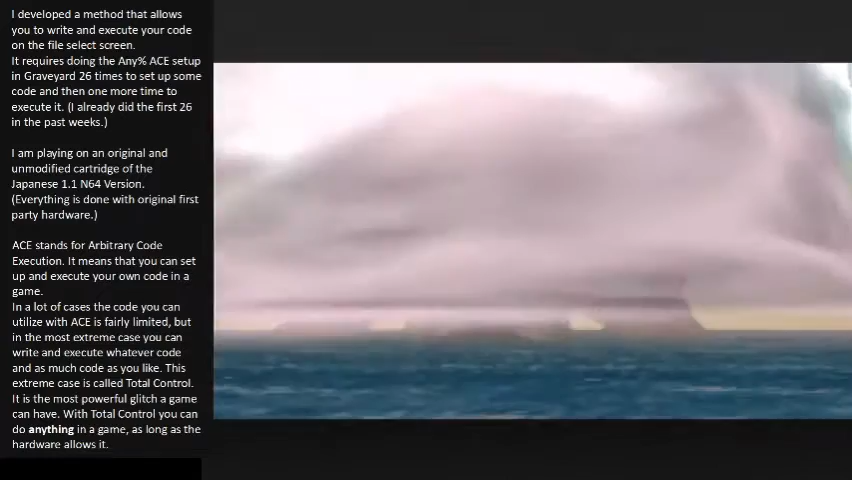 I developed a method that allows
you to write and execute your code
on the file select screen.
It requires doing the Any% ACE setup
in Graveyard 26 times to set up some
code and then one more time to
execute it. (I already did the first 26
in the past weeks.)
I am playing on an original and
unmodified cartridge of the
Japanese 1.1 N64 Version.
(Everything is done with original first
party hardware.)
ACE stands for Arbitrary Code
Execution. It means that you can set
up and execute your own code in a
game.
In a lot of cases the code you can
utilize with ACE is fairly limited, but
in the most extreme case you can
write and execute whatever code
and as much code as you like. This
extreme case is called Total Control.
It is the most powerful glitch a game
can have. With Total Control you can
do anything in a game, as long as the
hardware allows it.